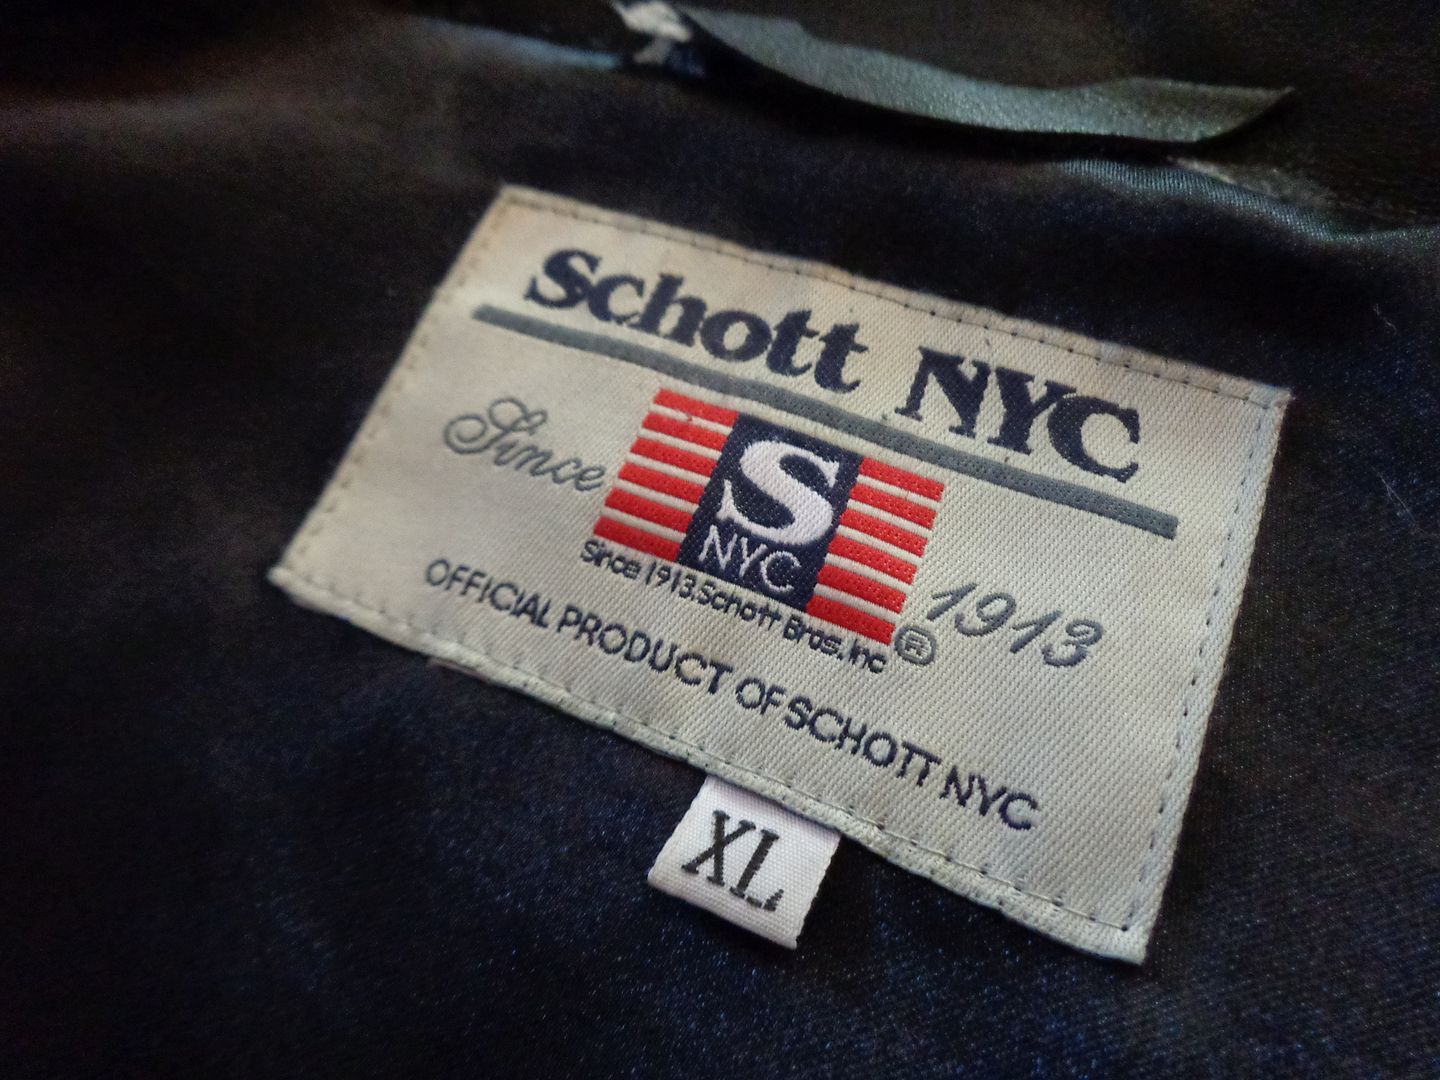 Schott NYC
Since 1913
S
NYC
Since 1913.Schott Bros.,Inc ®
OFFICIAL PRODUCT OF SCHOTT NYC
XL